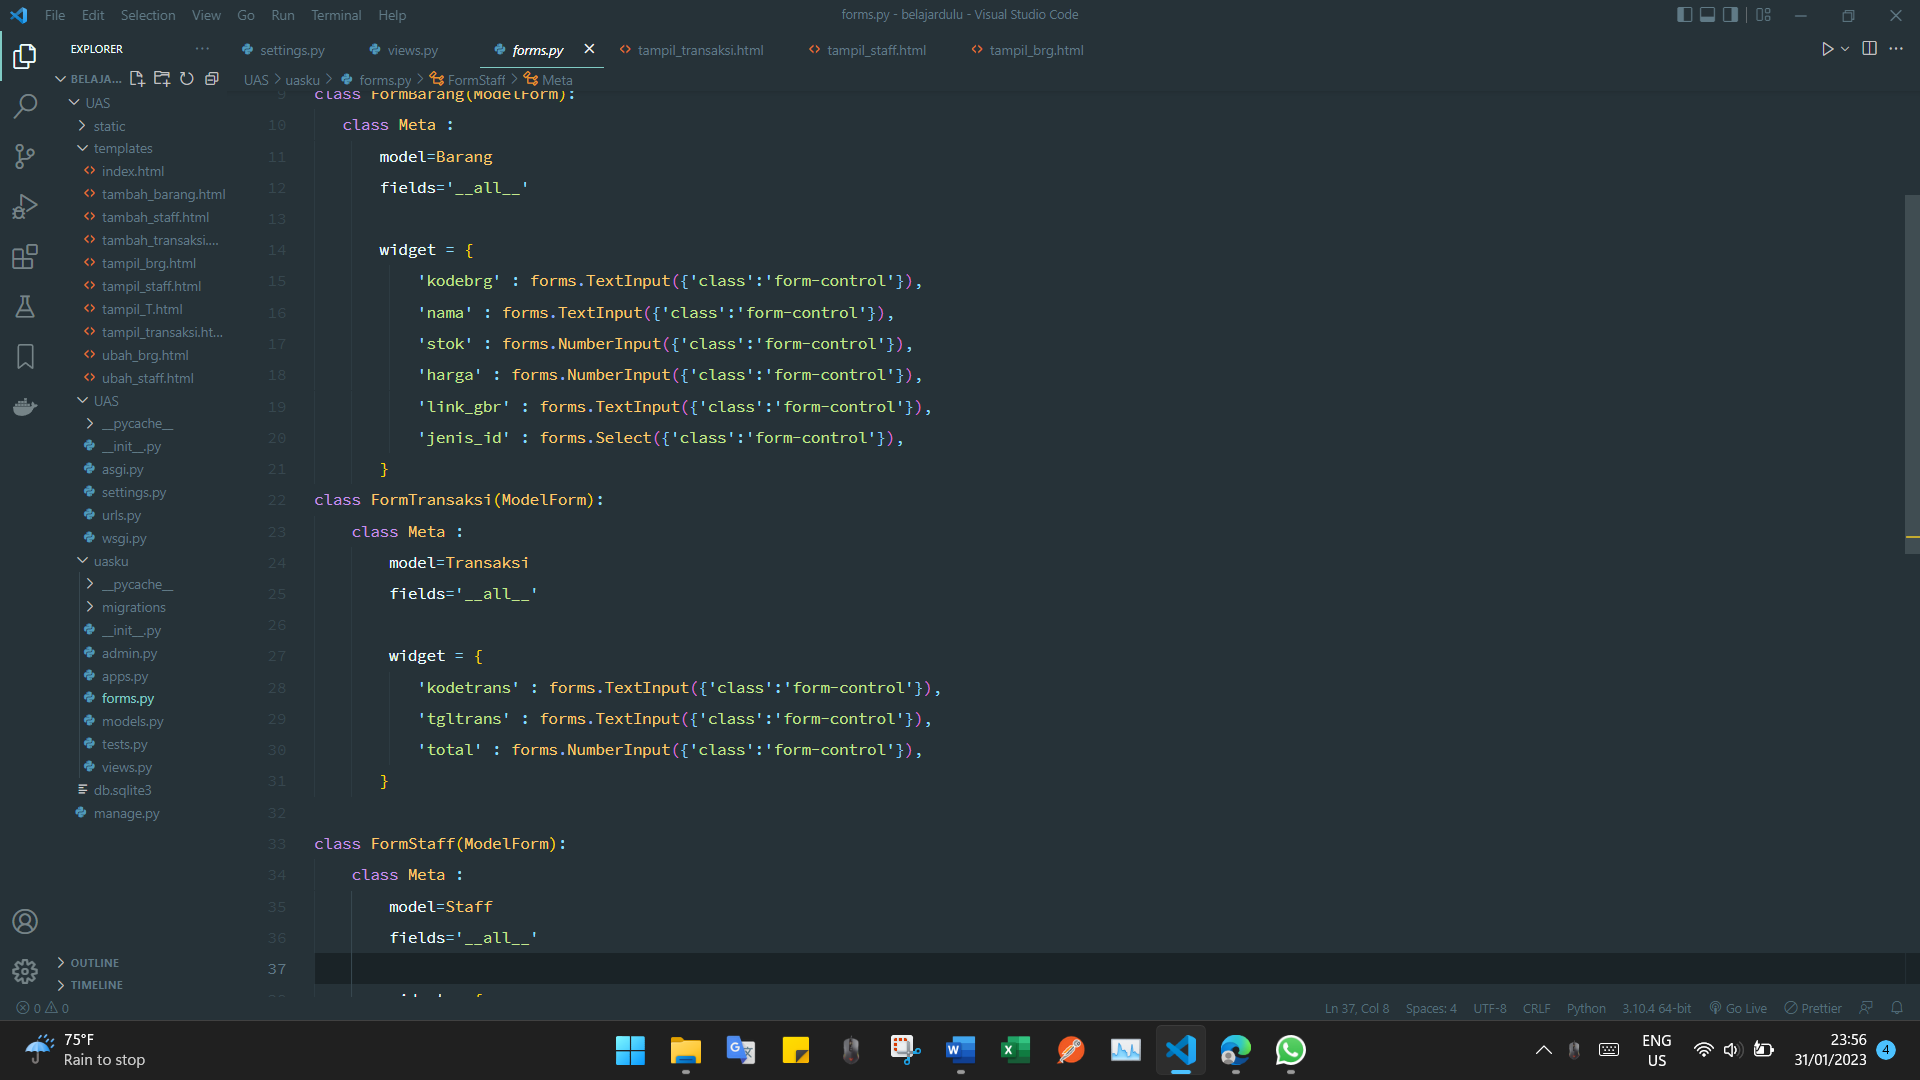 File Edit Selection View Go Run Terminal Help
forms.py - belajardulu - Visual Studio Code
EXPLORER
settings.py
views.py
forms.py
tampil_transaksi.html
tampil_staff.html
tampil_brg.html
BELAJA...
UAS > uasku > forms.py > FormStaff > Meta
UAS
static
templates
index.html
tambah_barang.html
tambah_staff.html
tambah_transaksi....
tampil_brg.html
tampil_staff.html
tampil_T.html
tampil_transaksi.ht...
ubah_brg.html
ubah_staff.html
UAS
__pycache__
__init__.py
asgi.py
settings.py
urls.py
wsgi.py
uasku
__pycache__
migrations
__init__.py
admin.py
apps.py
forms.py
models.py
tests.py
views.py
db.sqlite3
manage.py
OUTLINE
TIMELINE
9 class FormBarang(ModelForm):
10 class Meta :
11 model=Barang
12 fields='__all__'
13
14 widget = {
15 'kodebrg' : forms.TextInput({'class':'form-control'}),
16 'nama' : forms.TextInput({'class':'form-control'}),
17 'stok' : forms.NumberInput({'class':'form-control'}),
18 'harga' : forms.NumberInput({'class':'form-control'}),
19 'link_gbr' : forms.TextInput({'class':'form-control'}),
20 'jenis_id' : forms.Select({'class':'form-control'}),
21 }
22 class FormTransaksi(ModelForm):
23 class Meta :
24 model=Transaksi
25 fields='__all__'
26
27 widget = {
28 'kodetrans' : forms.TextInput({'class':'form-control'}),
29 'tgltrans' : forms.TextInput({'class':'form-control'}),
30 'total' : forms.NumberInput({'class':'form-control'}),
31 }
32
33 class FormStaff(ModelForm):
34 class Meta :
35 model=Staff
36 fields='__all__'
37
0 0
Ln 37, Col 8 Spaces: 4 UTF-8 CRLF Python 3.10.4 64-bit Go Live Prettier
75°F
Rain to stop
ENG
US
23:56
31/01/2023
4